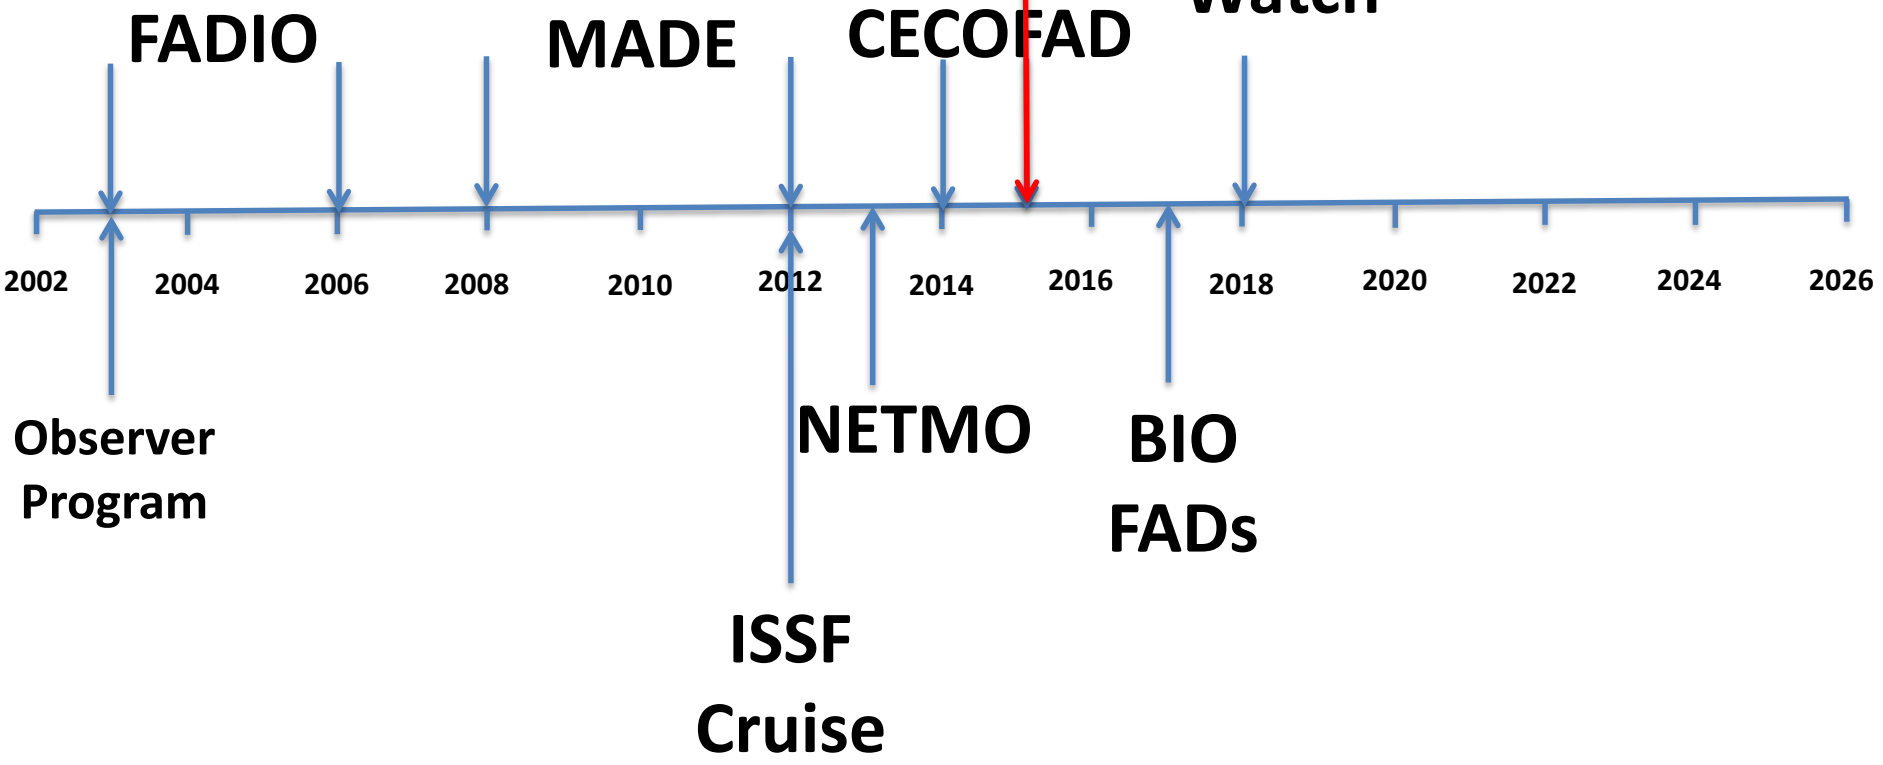 Watch
FADIO MADE CECOFAD
2002 2004 2006 2008 2010 2012 2014 2016 2018 2020 2022 2024 2026
Observer
Program
NETMO
BIO
FADs
ISSF
Cruise